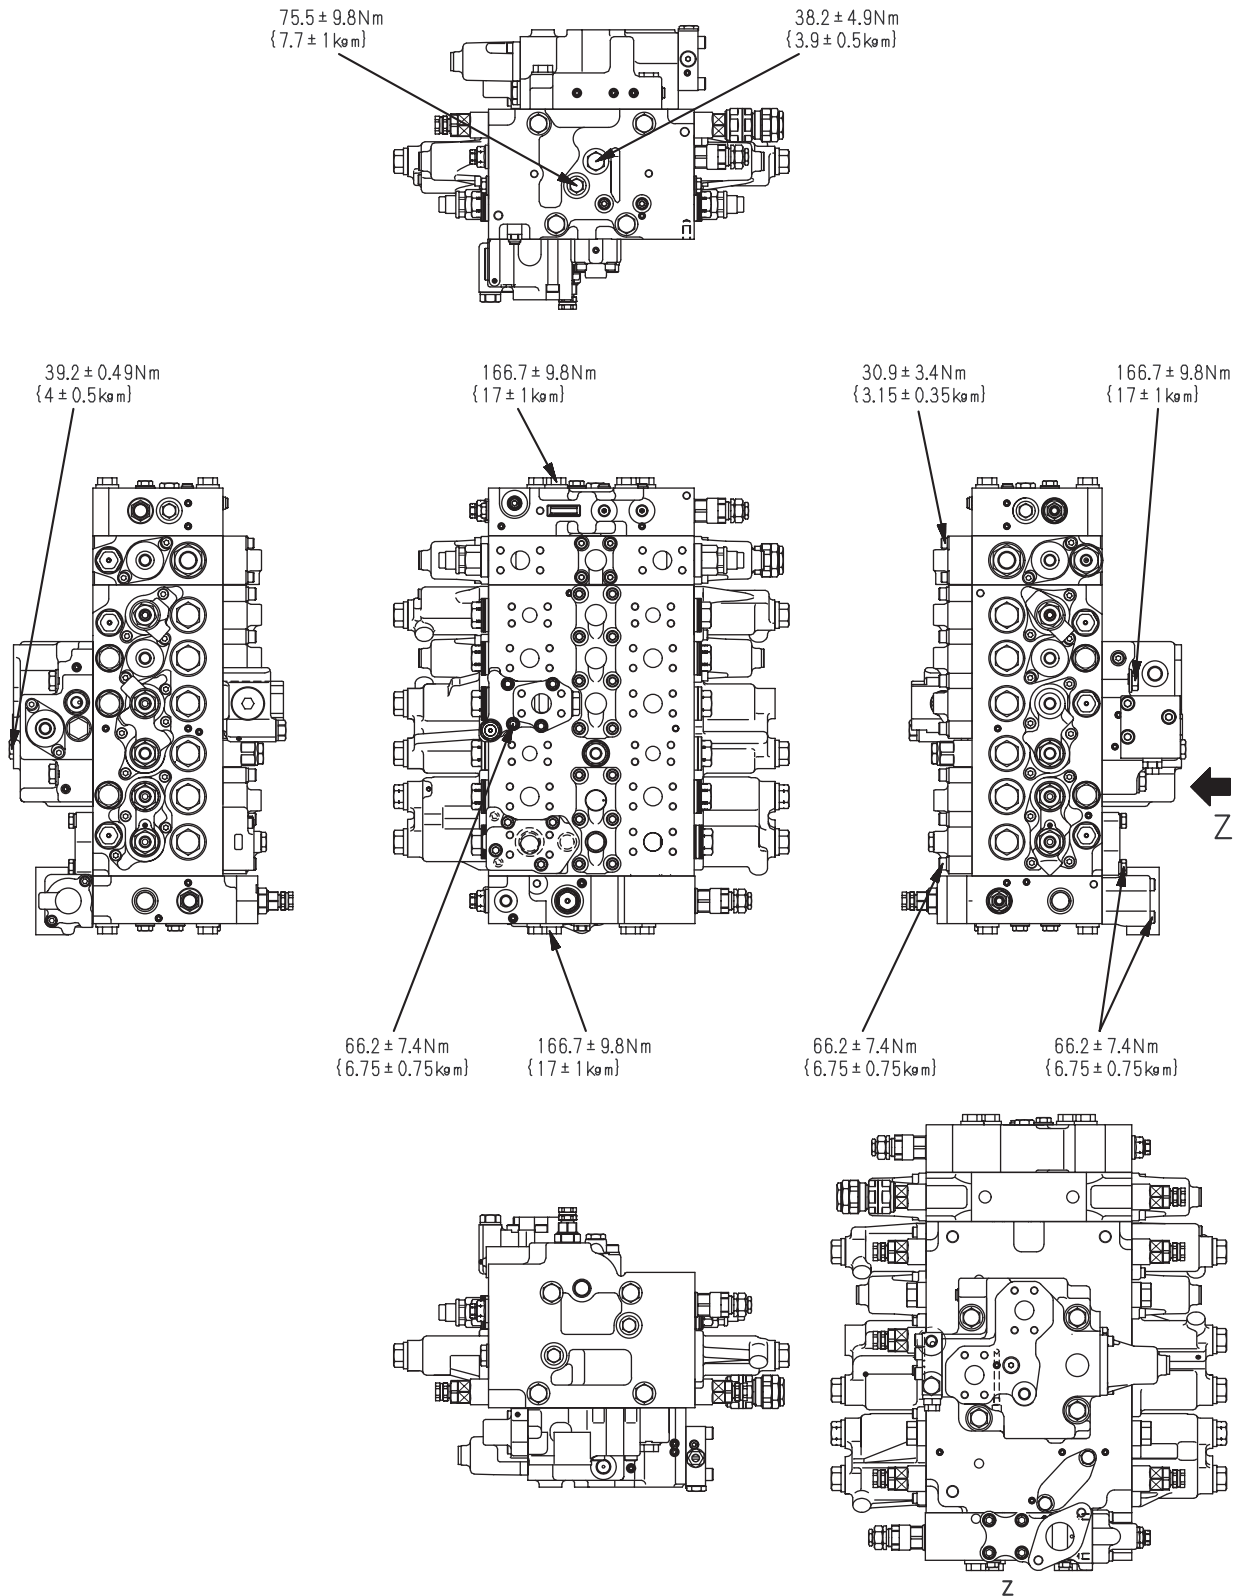 75.5 ± 9.8Nm
{7.7 ± 1kgm}
38.2 ± 4.9Nm
{3.9 ± 0.5kgm}
39.2 ± 0.49Nm
{4 ± 0.5kgm}
166.7 ± 9.8Nm
{17 ± 1kgm}
30.9 ± 3.4Nm
{3.15 ± 0.35kgm}
166.7 ± 9.8Nm
{17 ± 1kgm}
Z
66.2 ± 7.4Nm
{6.75 ± 0.75kgm}
166.7 ± 9.8Nm
{17 ± 1kgm}
66.2 ± 7.4Nm
{6.75 ± 0.75kgm}
66.2 ± 7.4Nm
{6.75 ± 0.75kgm}
Z